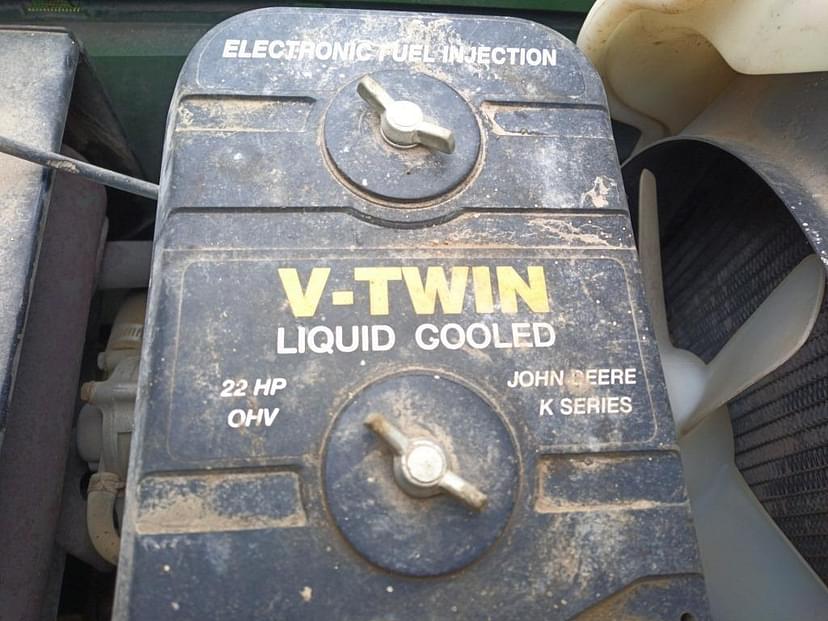 ELECTRONIC FUEL INJECTION
V-TWIN
LIQUID COOLED
22 HP
OHV
JOHN DEERE
K SERIES